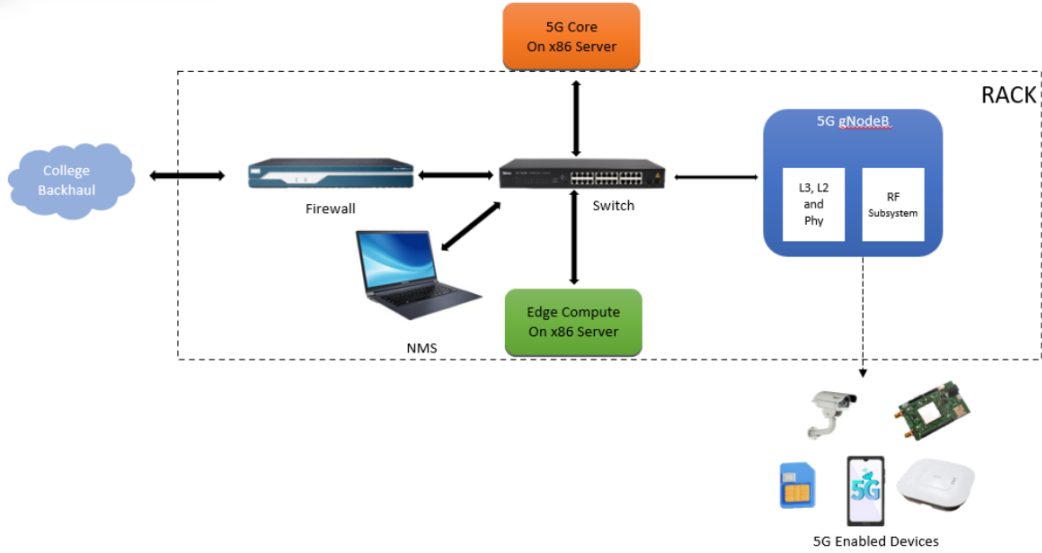 5G Core
On x86 Server
RACK
5G gNodeB
College
Backhaul
L3, L2
and
Phy
RF
Subsystem
Firewall
Switch
Edge Compute
On x86 Server
NMS
5G
5G Enabled Devices